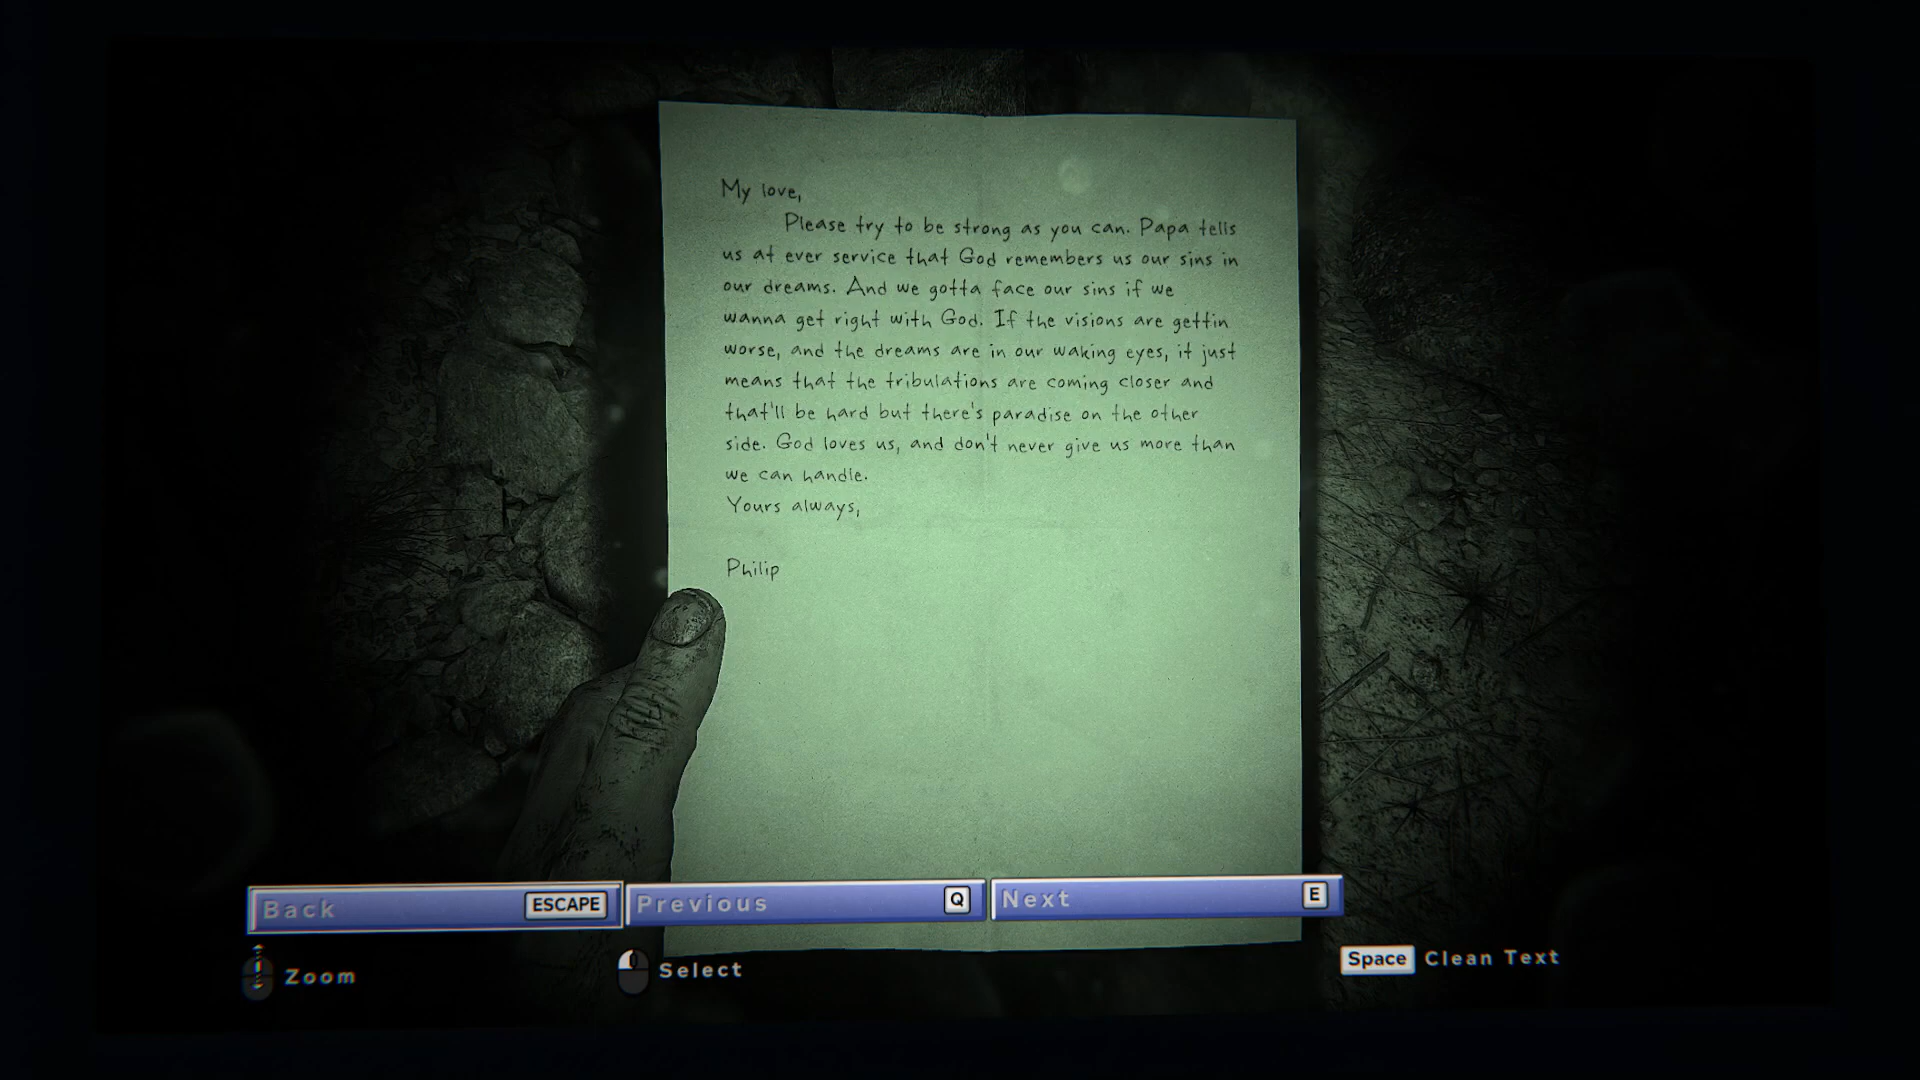 My love,
Please try to be strong as you can. Papa tells
us at ever service that God remembers us our sins in
our dreams. And we gotta face our sins if we
wanna get right with God. If the visions are gettin
worse, and the dreams are in our waking eyes, it just
means that the tribulations are coming closer and
that'll be hard but there's paradise on the other
side. God loves us, and don't never give us more than
we can handle.
Yours always,
Philip
Back ESCAPE Previous Q Next E
Zoom Select Space Clean Text